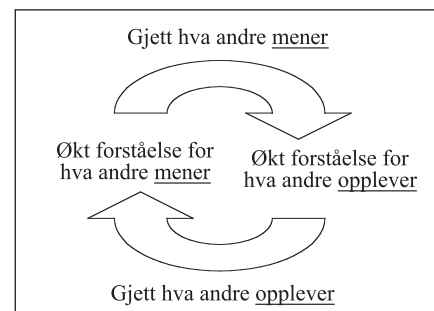 Gjett hva andre mener
Økt forståelse for
hva andre mener
Økt forståelse for
hva andre opplever
Gjett hva andre opplever